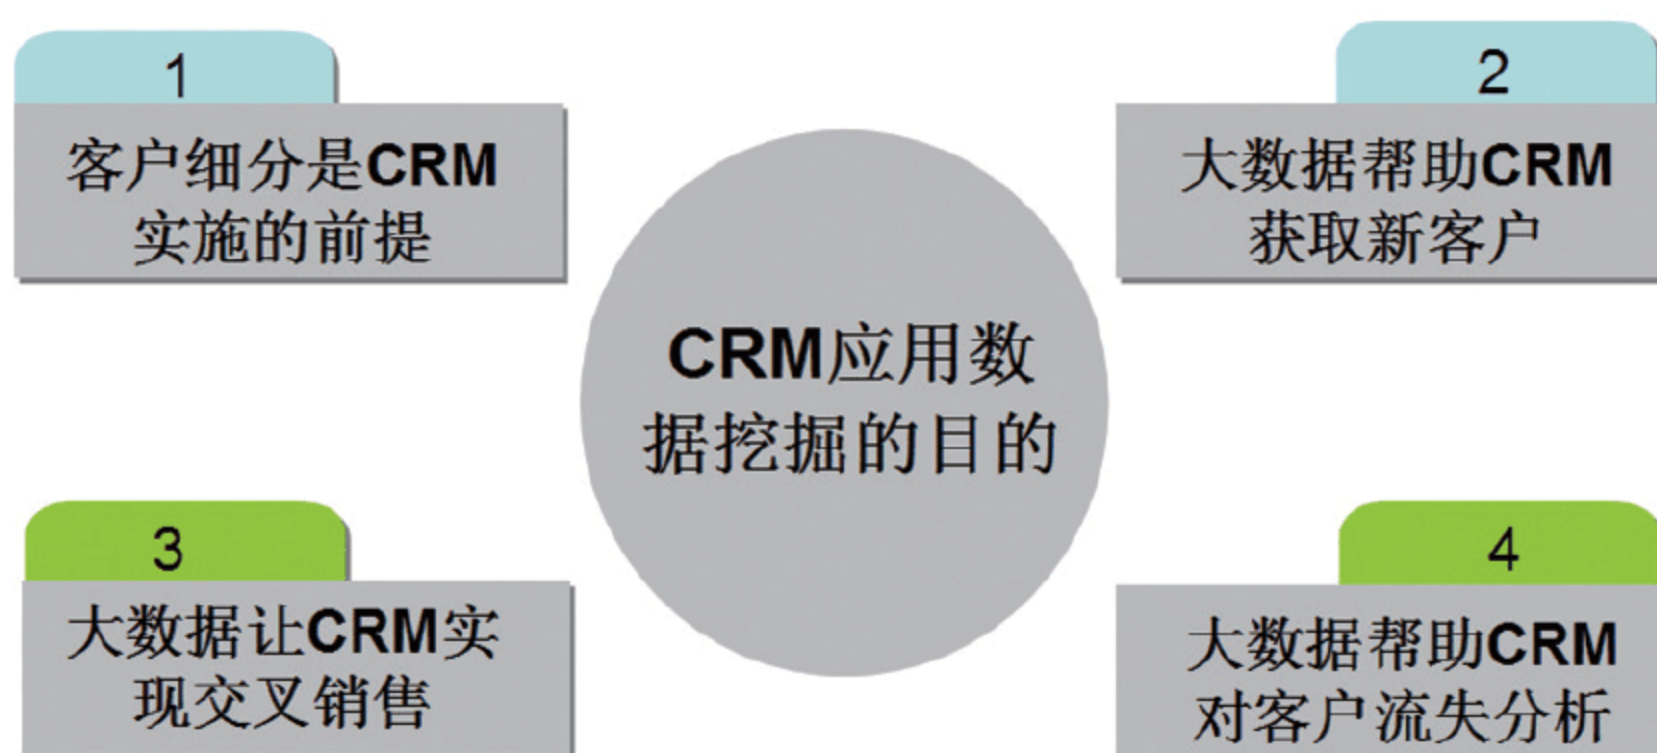 1
客户细分是CRM
实施的前提
2
大数据帮助CRM
获取新客户
CRM应用数
据挖掘的目的
3
大数据让CRM实
现交叉销售
4
大数据帮助CRM
对客户流失分析